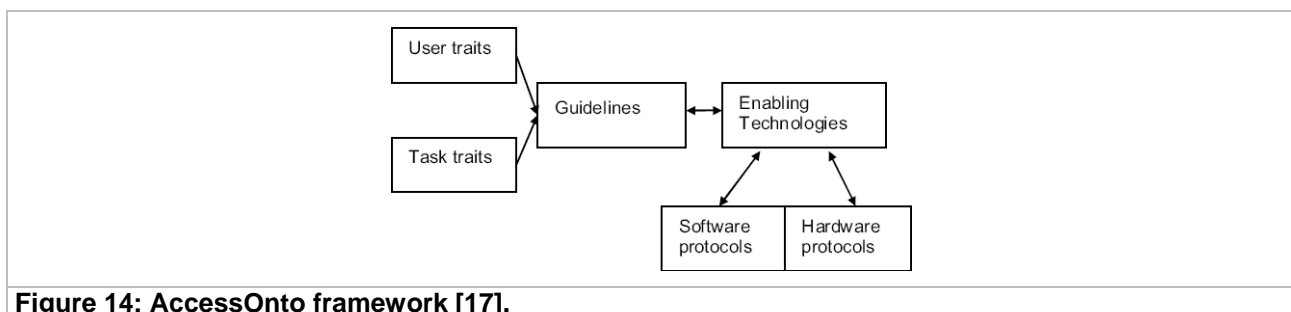 User traits
Guidelines
Enabling
Technologies
Task traits
Software
protocols
Hardware
protocols
Figure 14: AccessOnto framework [17].